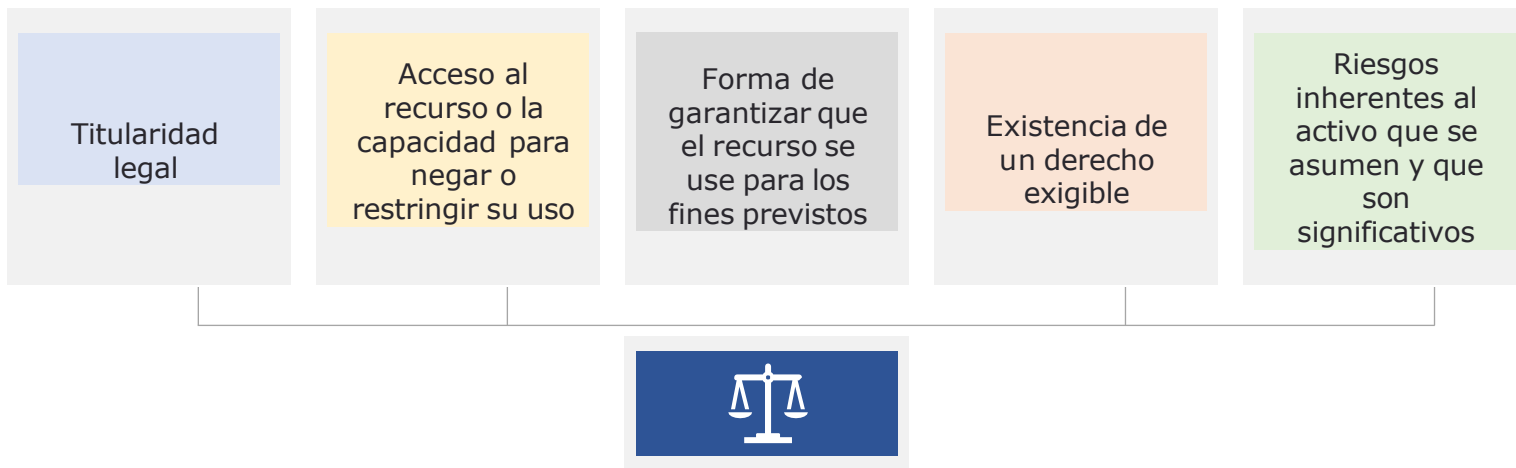 Titularidad
legal
Acceso al
recurso o la
capacidad para
negar o
restringir su uso
Forma de
garantizar que
el recurso se
use para los
fines previstos
Existencia de
un derecho
exigible
Riesgos
inherentes al
activo que se
asumen y que
son
significativos